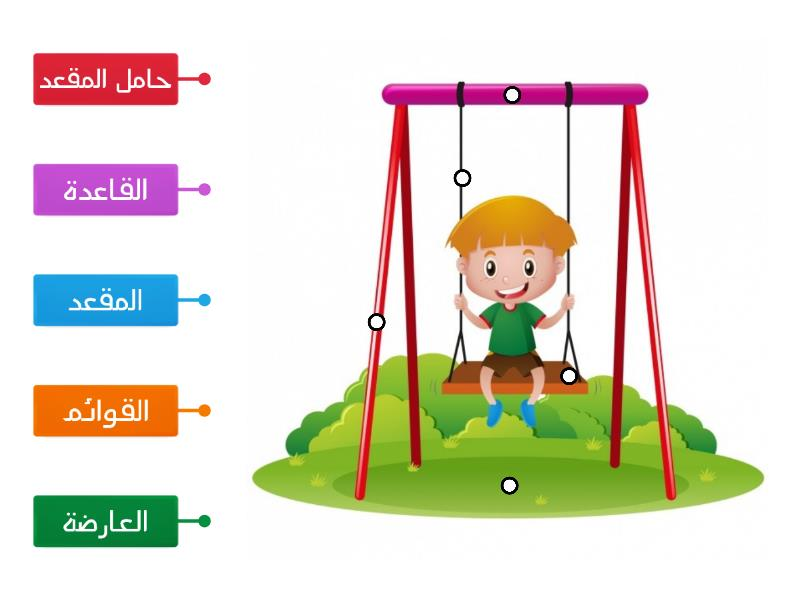 حامل المقعد
القاعدة
المقعد
القوائم
العارضة